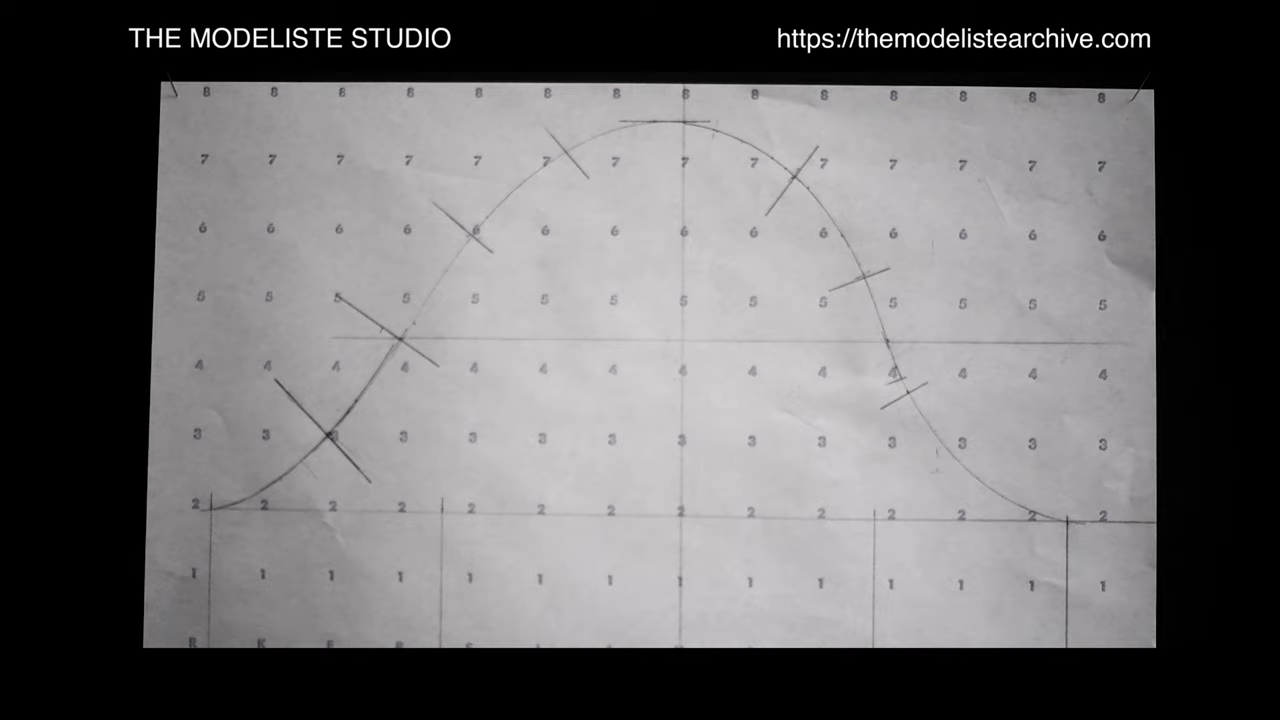 THE MODELISTE STUDIO
https://themodelistearchive.com
8 8 8 8 8 8 8 8 8 8 8 8 8 8
7 7 7 7 7 7 7 7 7 7 7 7 7 7
6 6 6 6 6 6 6 6 6 6 6 6 6 6
5 5 5 5 5 5 5 5 5 5 5 5 5 5
4 4 4 4 4 4 4 4 4 4 4 4 4 4
3 3 3 3 3 3 3 3 3 3 3 3 3 3
2 2 2 2 2 2 2 2 2 2 2 2 2 2
1 1 1 1 1 1 1 1 1 1 1 1 1 1
R K